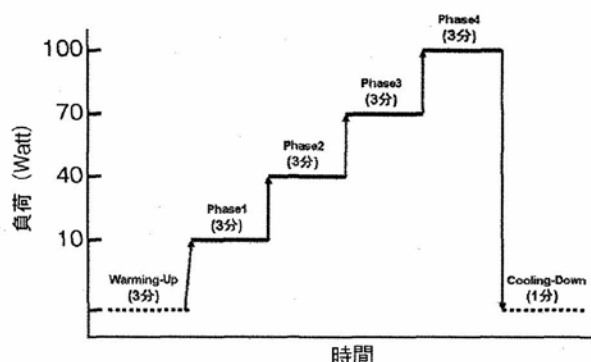 Phase4
(3分)
100
Phase3
(3分)
70
Phase2
(3分)
40
Phase1
(3分)
10
負荷 (Watt)
Warming-Up
(3分)
Cooling-Down
(1分)
時間